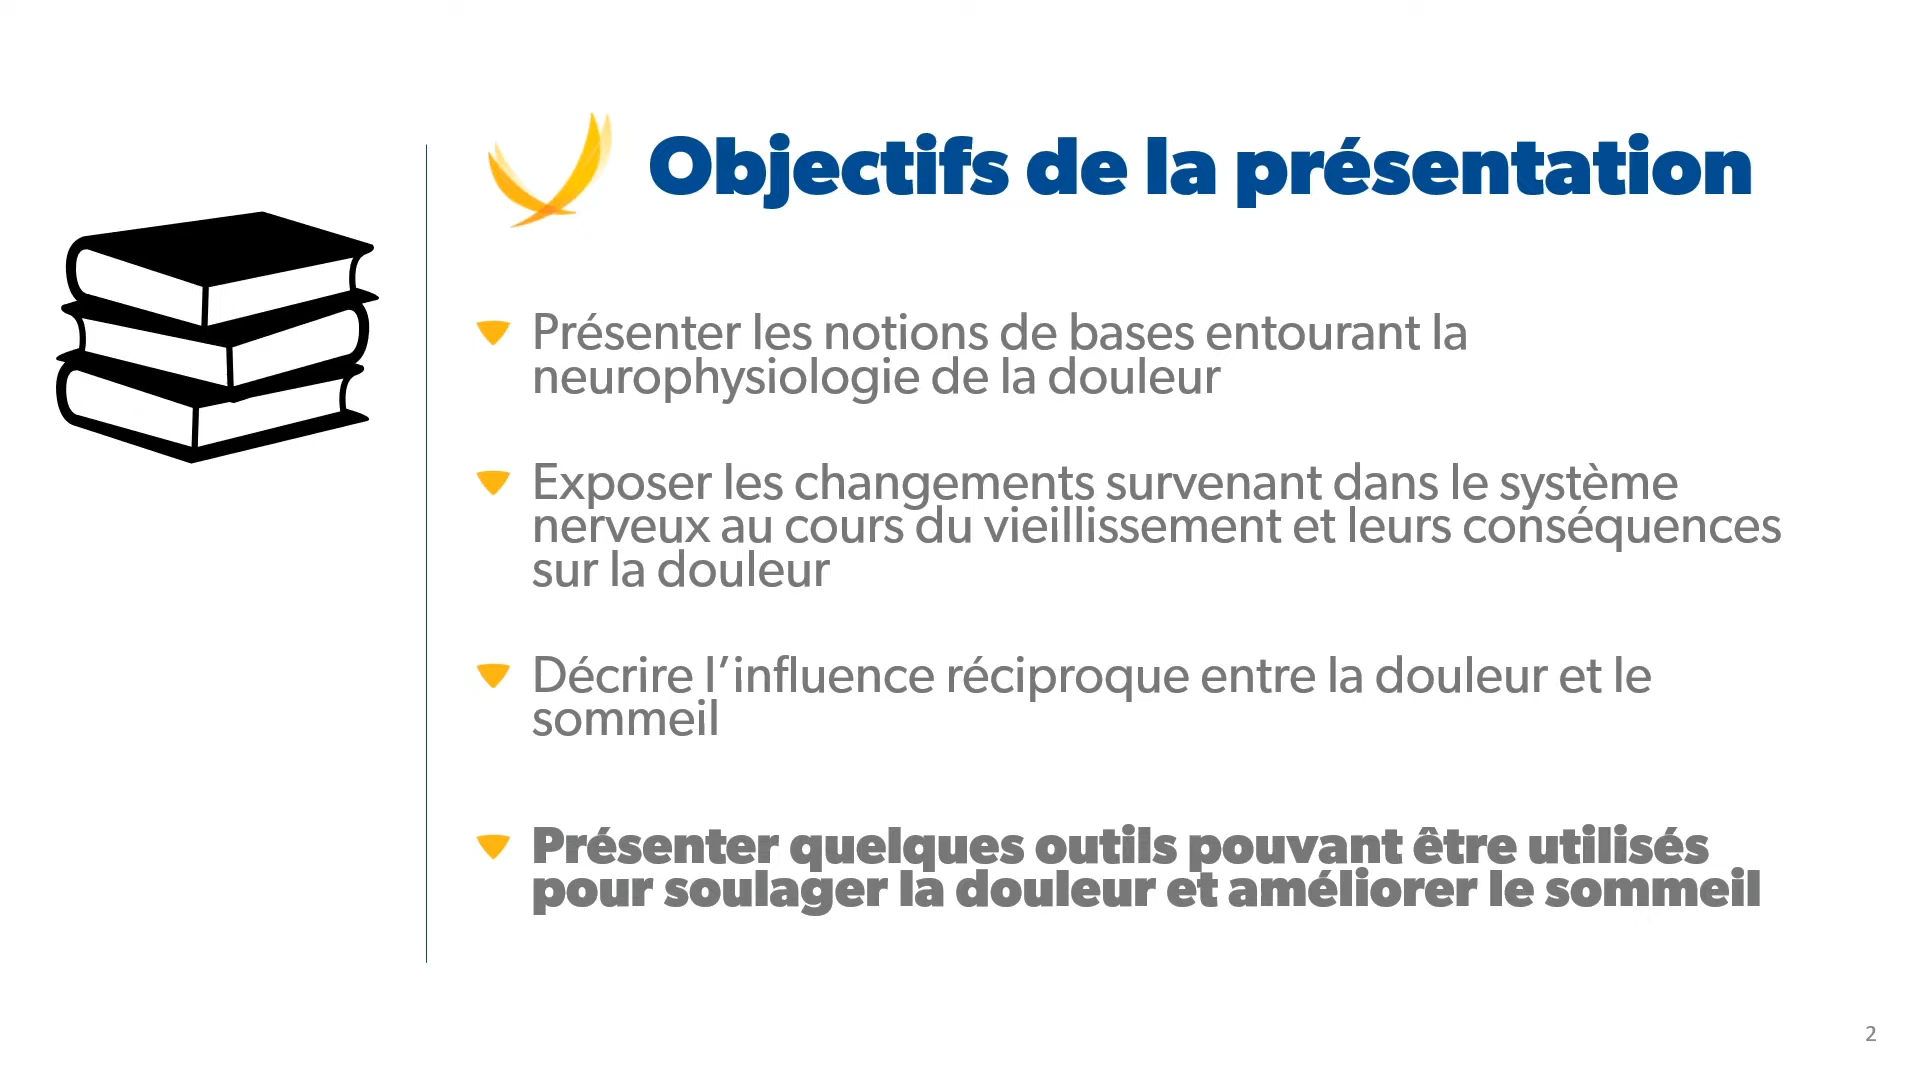 Objectifs de la présentation
Présenter les notions de bases entourant la
neurophysiologie de la douleur
Exposer les changements survenant dans le système
nerveux au cours du vieillissement et leurs conséquences
sur la douleur
Décrire l’influence réciproque entre la douleur et le
sommeil
Présenter quelques outils pouvant être utilisés
pour soulager la douleur et améliorer le sommeil
2